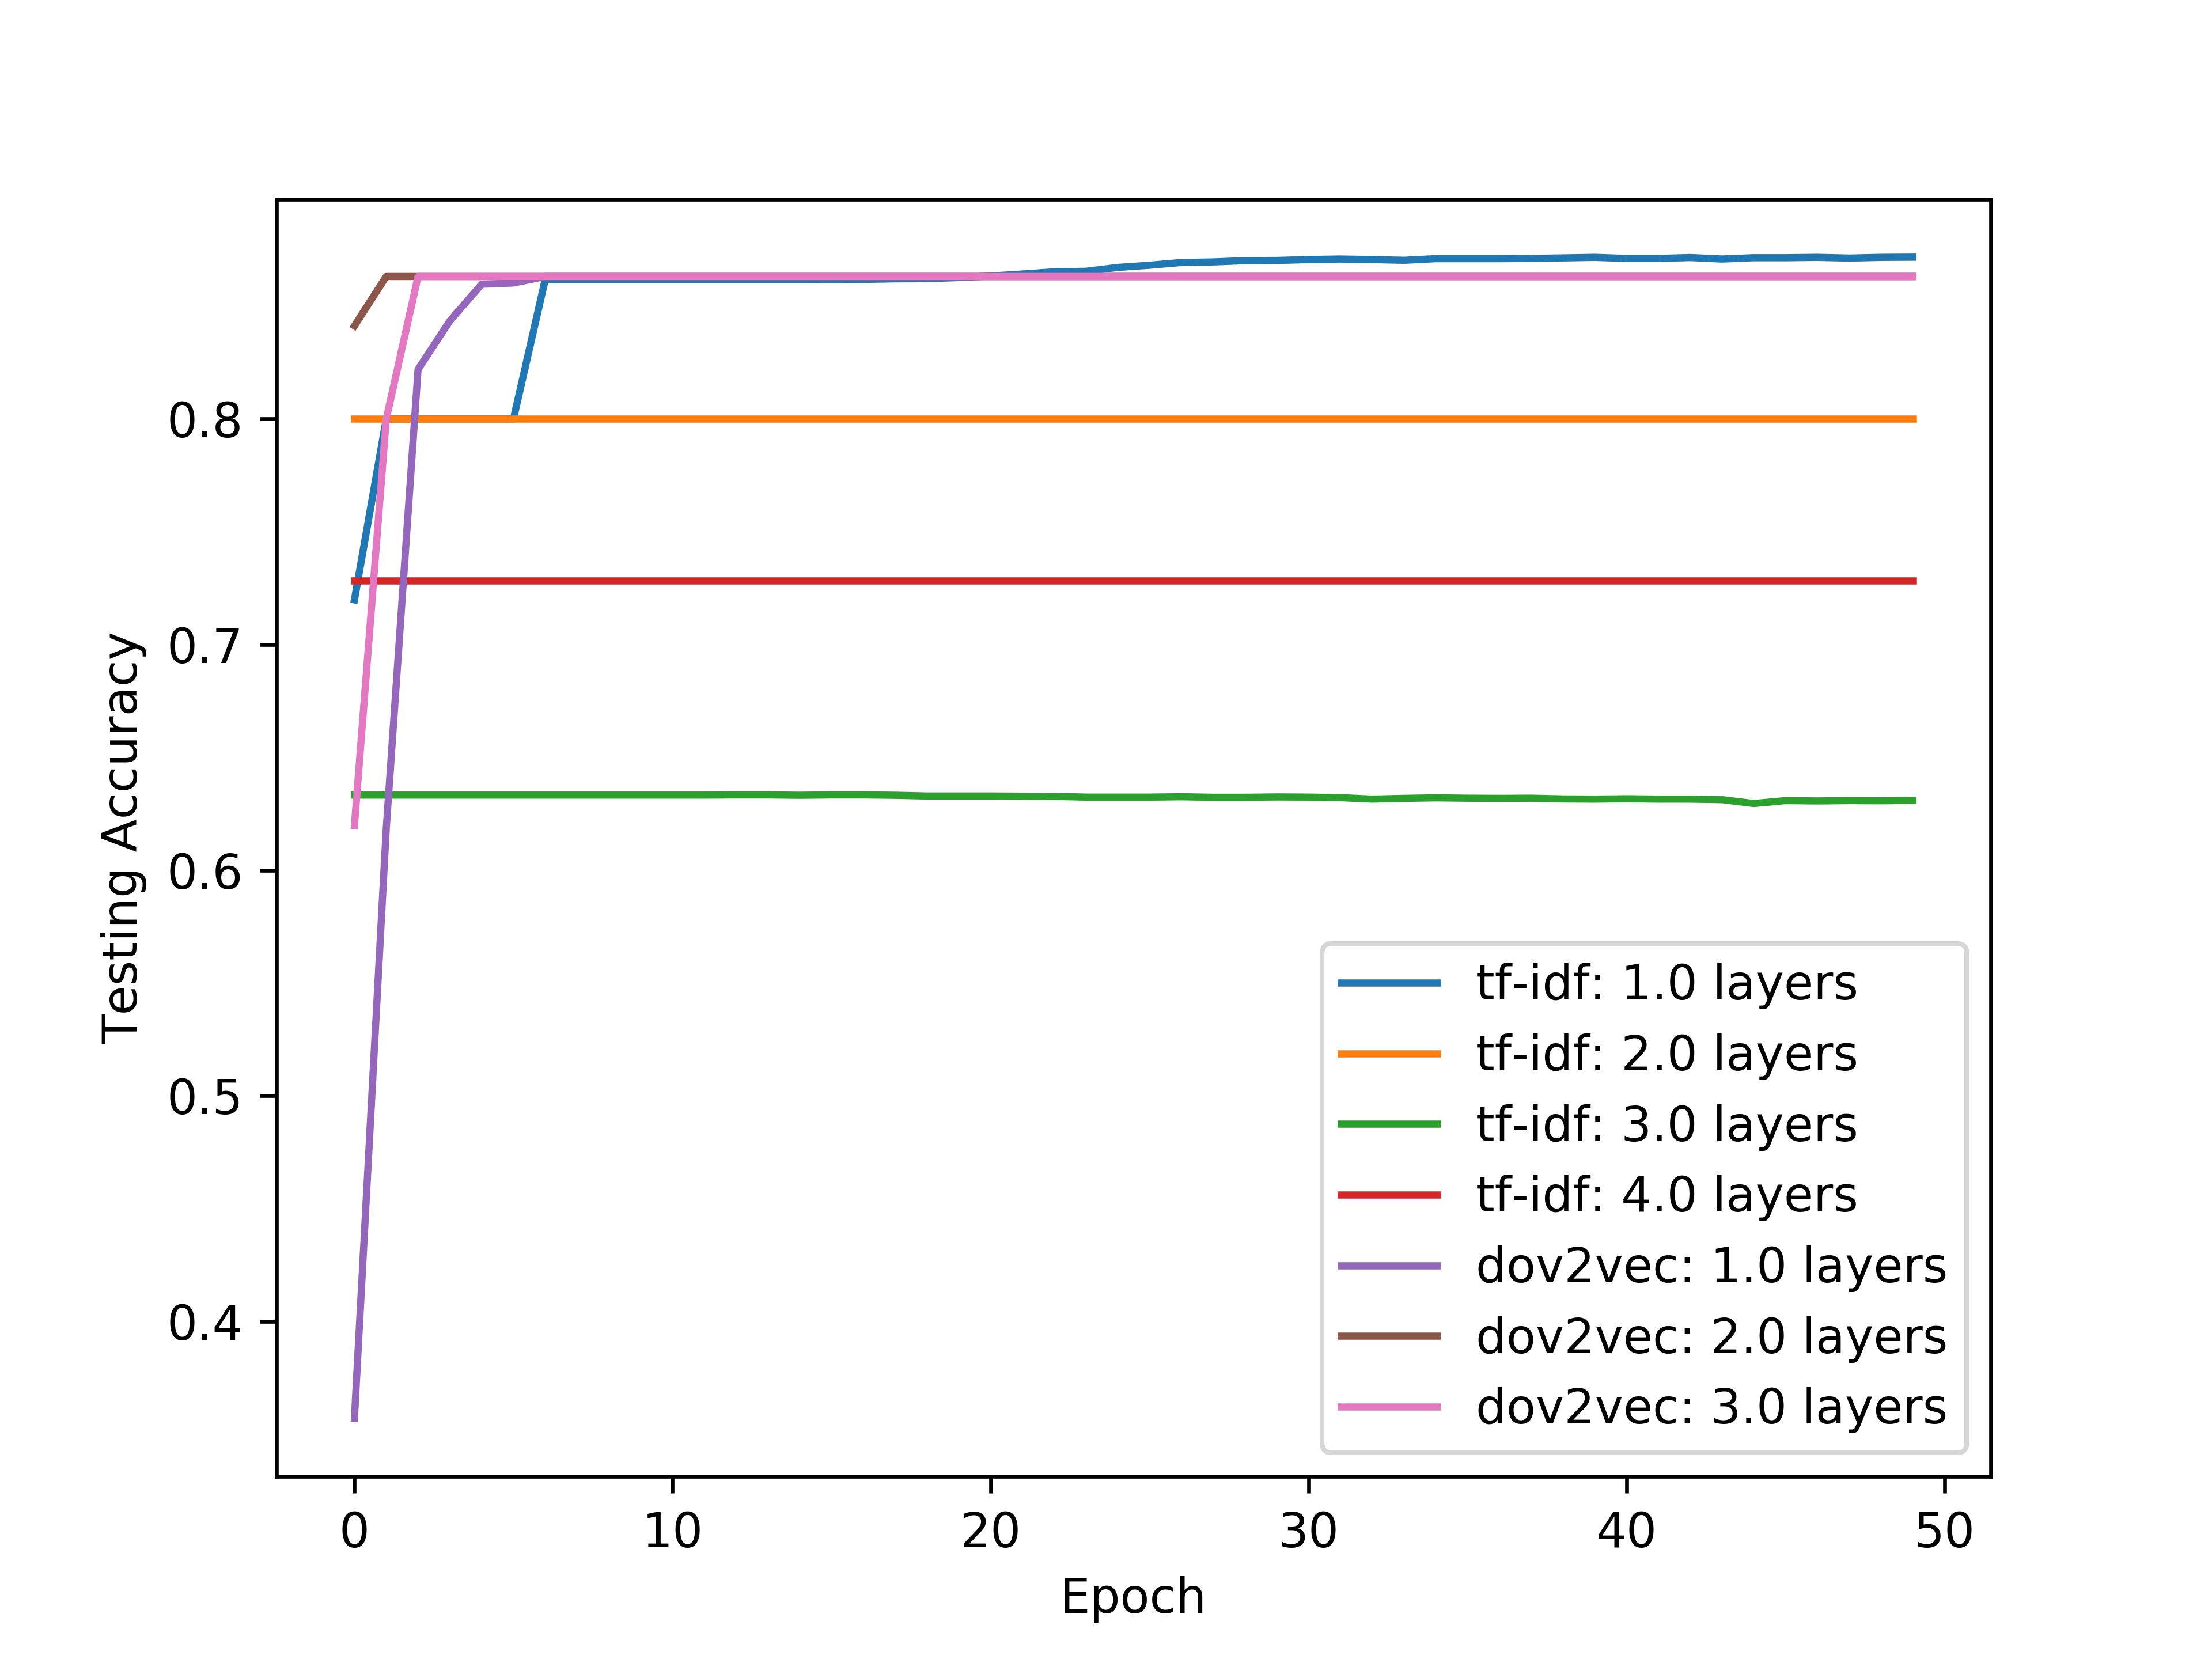 0.8
0.7
0.6
0.5
0.4
Testing Accuracy
tf-idf: 1.0 layers
tf-idf: 2.0 layers
tf-idf: 3.0 layers
tf-idf: 4.0 layers
dov2vec: 1.0 layers
dov2vec: 2.0 layers
dov2vec: 3.0 layers
0 10 20 30 40 50
Epoch